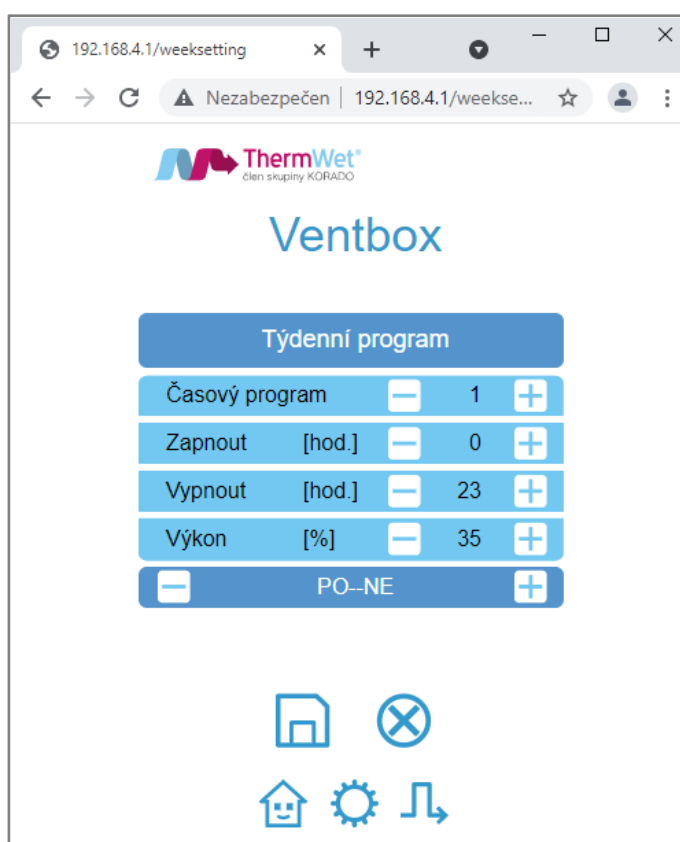 192.168.4.1/weeksetting
Nezabezpečen | 192.168.4.1/weekse...
ThermWet®
člen skupiny KORADO
Ventbox
Týdenní program
Časový program 1
Zapnout [hod.] 0
Vypnout [hod.] 23
Výkon [%] 35
PO--NE